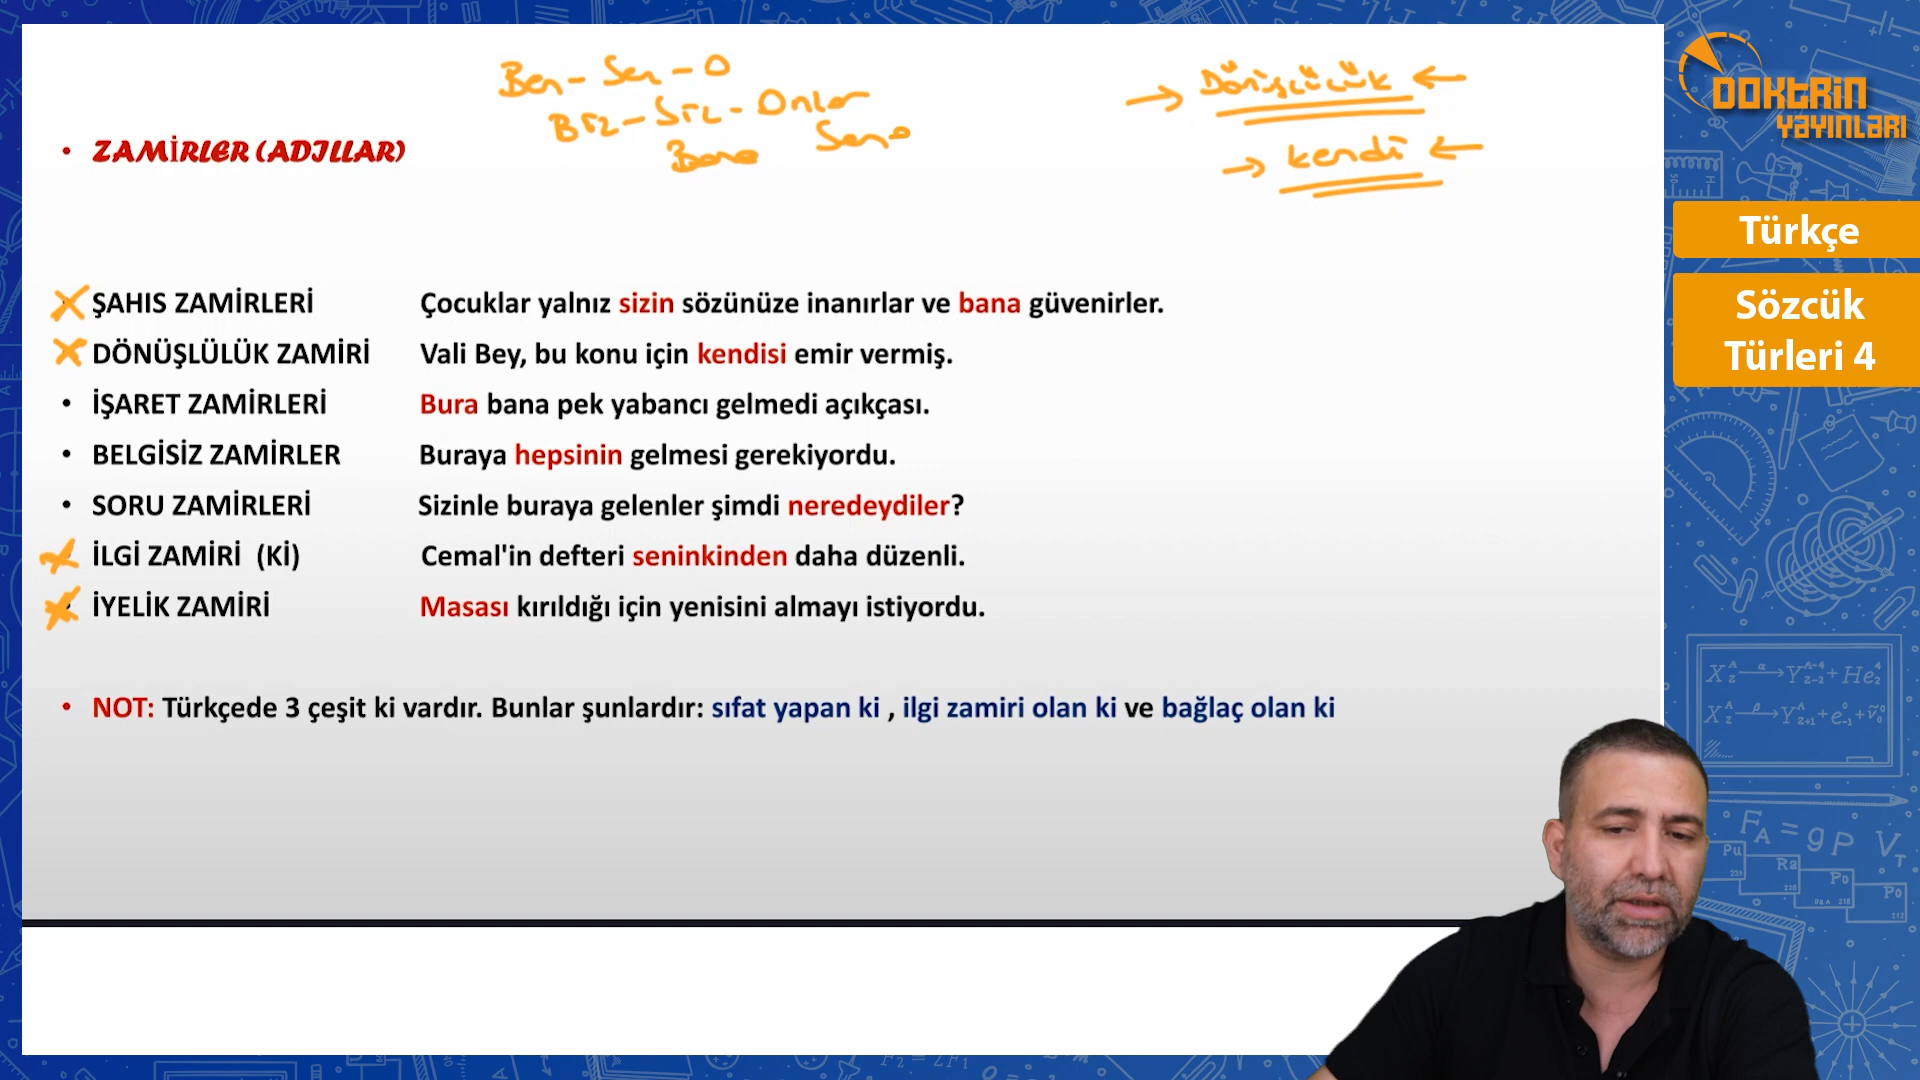 Ben - Sen - O
Biz - Siz - Onlar
Bana Sana
→ Dönüşlülük ←
→ kendi ←
• ZAMİRLER (ADILLAR)
ŞAHIS ZAMİRLERİ Çocuklar yalnız sizin sözünüze inanırlar ve bana güvenirler.
DÖNÜŞLÜLÜK ZAMİRİ Vali Bey, bu konu için kendisi emir vermiş.
• İŞARET ZAMİRLERİ Bura bana pek yabancı gelmedi açıkçası.
• BELGİSİZ ZAMİRLER Buraya hepsinin gelmesi gerekiyordu.
• SORU ZAMİRLERİ Sizinle buraya gelenler şimdi neredeydiler?
İLGİ ZAMİRİ (Kİ) Cemal'in defteri seninkinden daha düzenli.
İYELİK ZAMİRİ Masası kırıldığı için yenisini almayı istiyordu.
• NOT: Türkçede 3 çeşit ki vardır. Bunlar şunlardır: sıfat yapan ki , ilgi zamiri olan ki ve bağlaç olan ki
DOKTRİN
YAYINLARI
Türkçe
Sözcük
Türleri 4